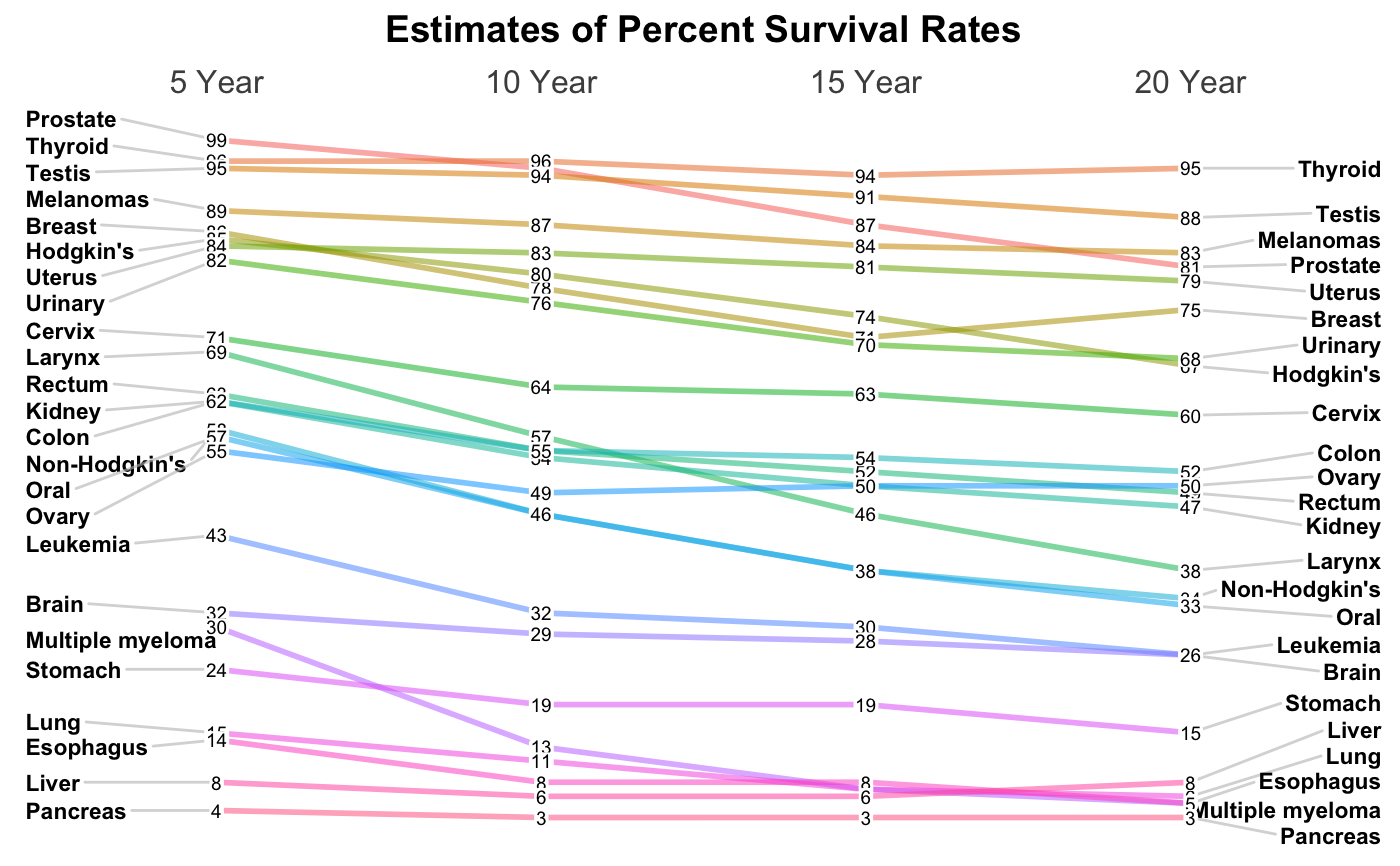 Estimates of Percent Survival Rates
5 Year 10 Year 15 Year 20 Year
Prostate
Thyroid
Testis
Melanomas
Breast
Hodgkin's
Uterus
Urinary
Cervix
Larynx
Rectum
Kidney
Colon
Non-Hodgkin's
Oral
Ovary
Leukemia
Brain
Multiple myeloma
Stomach
Lung
Esophagus
Liver
Pancreas
99
95
89
84
82
71
69
62
57
55
43
32
30
24
15
14
8
4
96
94
87
83
80
78
76
64
57
55
54
49
46
32
29
19
13
11
8
6
3
94
91
87
84
81
74
71
70
63
54
52
50
46
38
30
28
19
8
6
3
95
88
83
81
79
75
68
67
60
52
50
47
38
33
26
15
8
5
3
Thyroid
Testis
Melanomas
Prostate
Uterus
Breast
Urinary
Hodgkin's
Cervix
Colon
Ovary
Rectum
Kidney
Larynx
Non-Hodgkin's
Oral
Leukemia
Brain
Stomach
Liver
Lung
Esophagus
Multiple myeloma
Pancreas